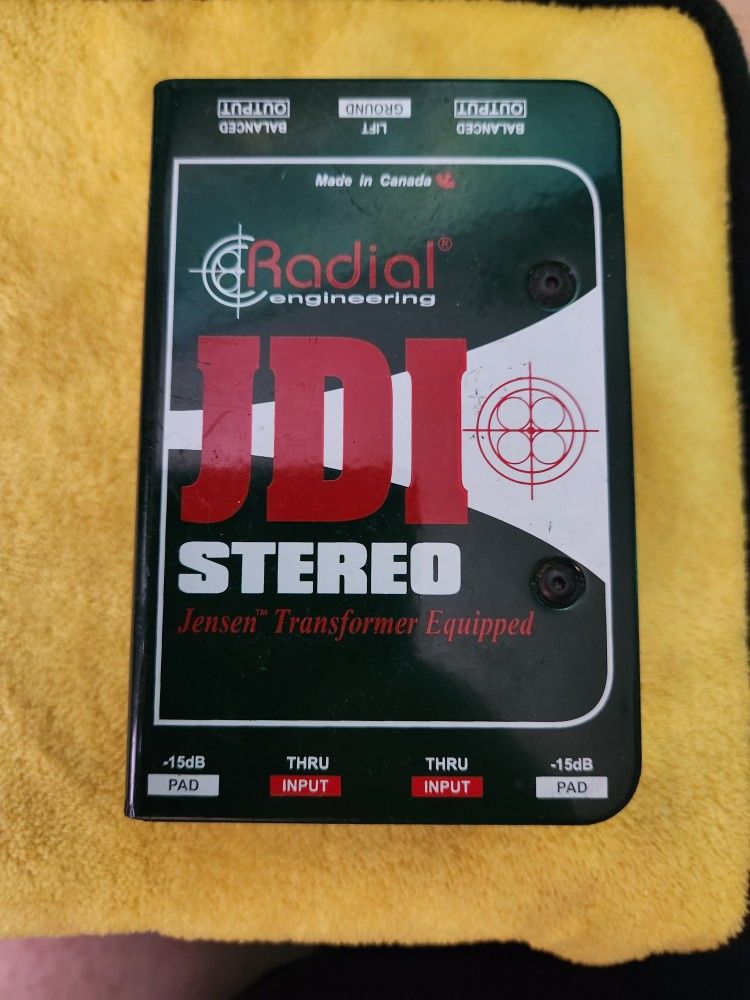 BALANCED LIFT BALANCED
OUTPUT GROUND OUTPUT
Made in Canada
Radial®
engineering
JDI
STEREO
Jensen™ Transformer Equipped
-15dB THRU THRU -15dB
PAD INPUT INPUT PAD